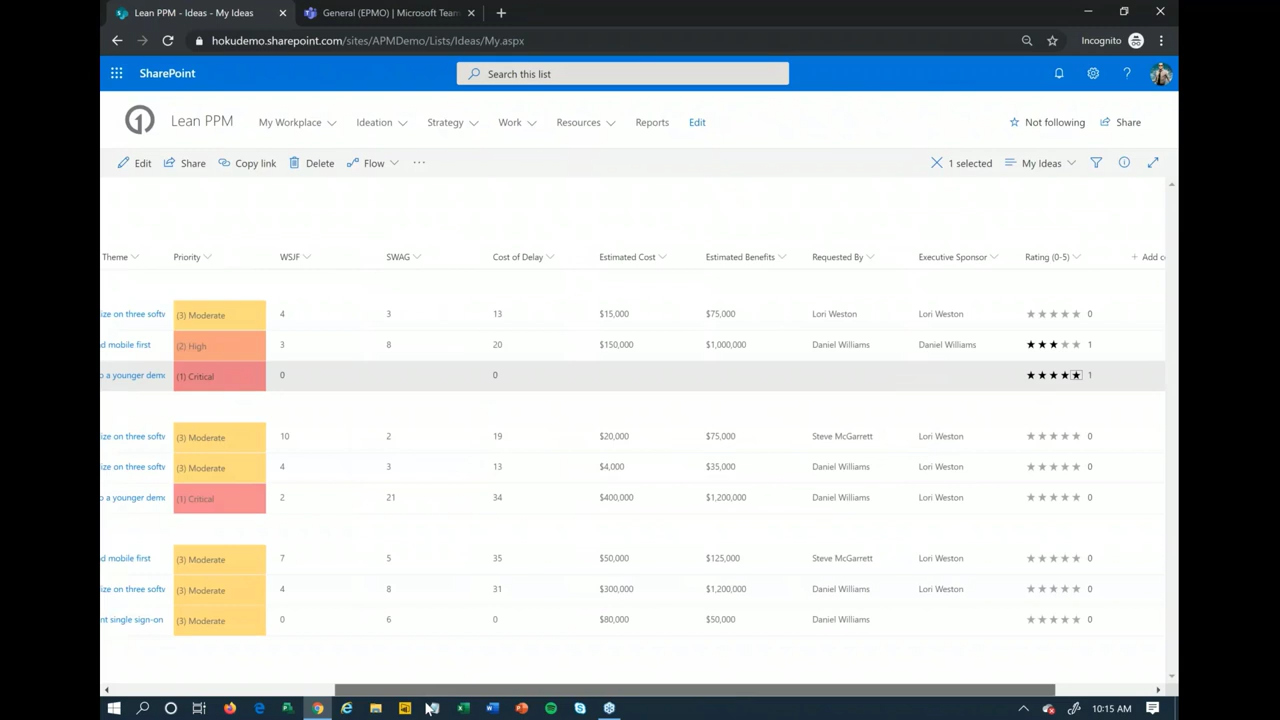 Lean PPM - Ideas - My Ideas
General (EPMO) | Microsoft Team
hokudemo.sharepoint.com/sites/APMDemo/Lists/Ideas/My.aspx
Incognito
SharePoint
Search this list
Lean PPM
My Workplace
Ideation
Strategy
Work
Resources
Reports
Edit
Not following
Share
Edit
Share
Copy link
Delete
Flow
1 selected
My Ideas
Theme Priority WSJF SWAG Cost of Delay Estimated Cost Estimated Benefits Requested By Executive Sponsor Rating (0-5) + Add co
ize on three softw (3) Moderate 4 3 13 $15,000 $75,000 Lori Weston Lori Weston 0
d mobile first (2) High 3 8 20 $150,000 $1,000,000 Daniel Williams Daniel Williams 1
o a younger demo (1) Critical 0 0 1
ize on three softw (3) Moderate 10 2 19 $20,000 $75,000 Steve McGarrett Lori Weston 0
ize on three softw (3) Moderate 4 3 13 $4,000 $35,000 Daniel Williams Lori Weston 0
o a younger demo (1) Critical 2 21 34 $400,000 $1,200,000 Daniel Williams Lori Weston 0
d mobile first (3) Moderate 7 5 35 $50,000 $125,000 Steve McGarrett Lori Weston 0
ize on three softw (3) Moderate 4 8 31 $300,000 $1,200,000 Daniel Williams Lori Weston 0
nt single sign-on (3) Moderate 0 6 0 $80,000 $50,000 Daniel Williams 0
10:15 AM